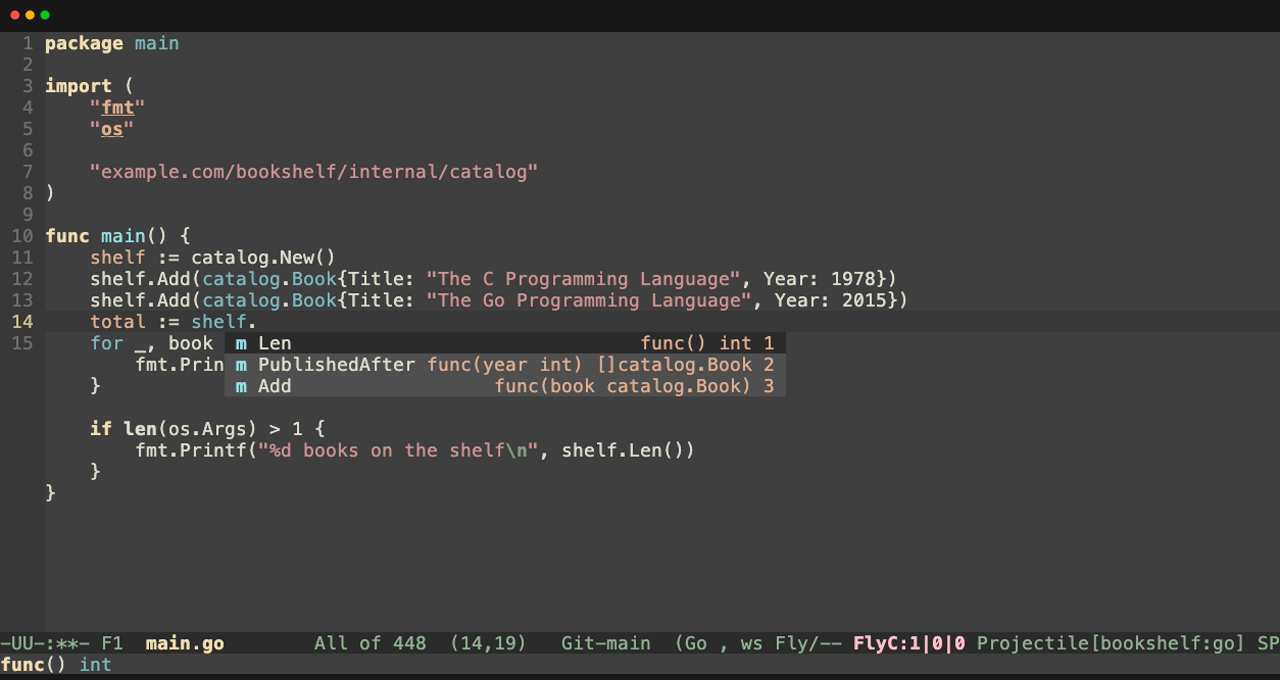 1 package main
2
3 import (
4 "fmt"
5 "os"
6
7 "example.com/bookshelf/internal/catalog"
8 )
9
10 func main() {
11 shelf := catalog.New()
12 shelf.Add(catalog.Book{Title: "The C Programming Language", Year: 1978})
13 shelf.Add(catalog.Book{Title: "The Go Programming Language", Year: 2015})
14 total := shelf.
15 for _, book m Len func() int 1
fmt.Prin m PublishedAfter func(year int) []catalog.Book 2
} m Add func(book catalog.Book) 3
if len(os.Args) > 1 {
fmt.Printf("%d books on the shelf\n", shelf.Len())
}
}
-UU-:**- F1 main.go All of 448 (14,19) Git-main (Go , ws Fly/-- FlyC:1|0|0 Projectile[bookshelf:go] SP
func() int